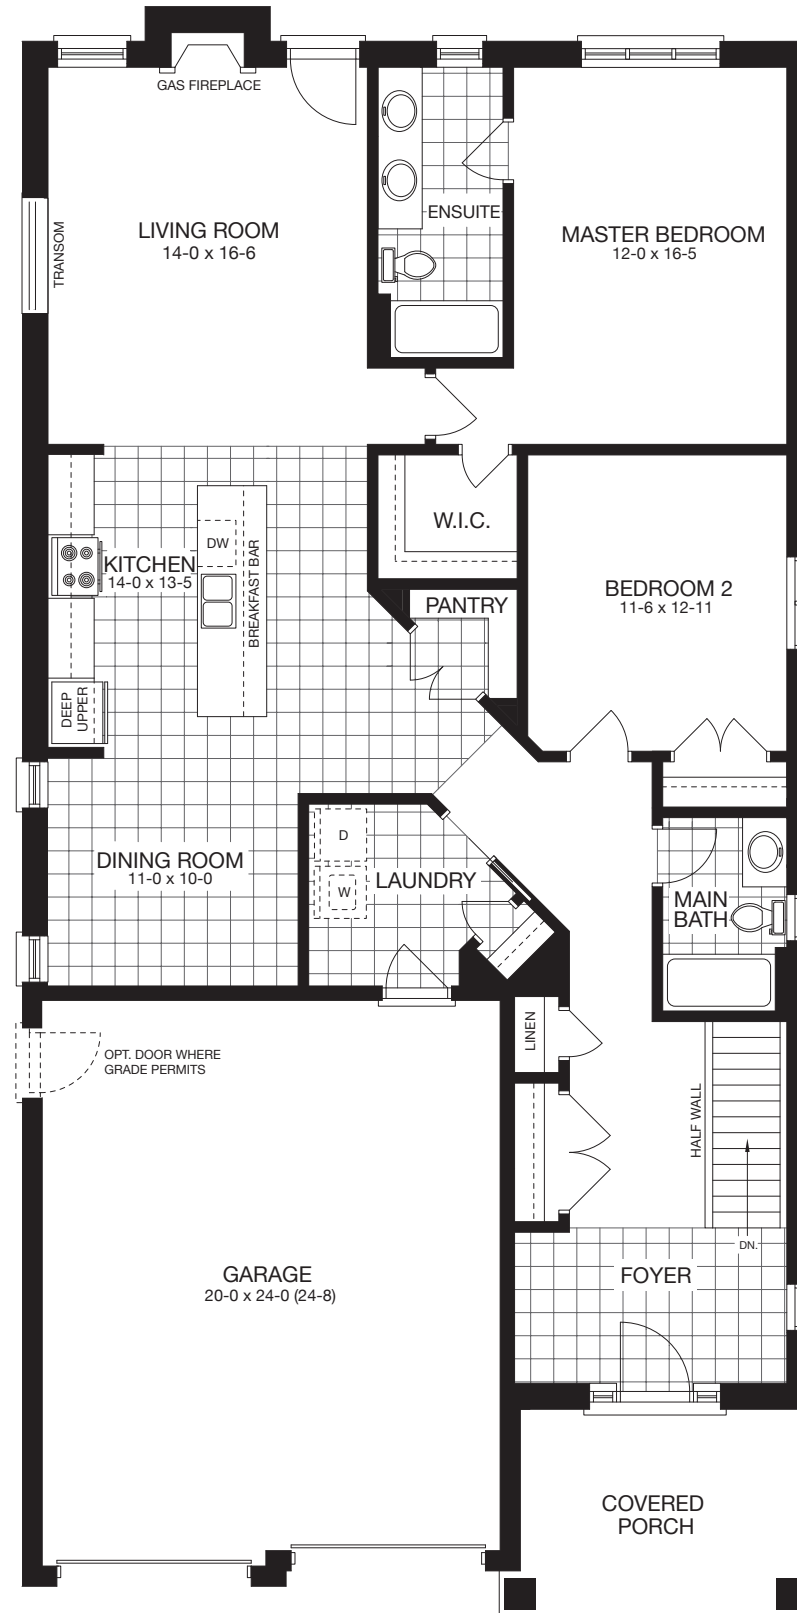 GAS FIREPLACE
TRANSOM
LIVING ROOM
14-0 x 16-6
ENSUITE
MASTER BEDROOM
12-0 x 16-5
W.I.C.
DW
KITCHEN
14-0 x 13-5
BREAKFAST BAR
PANTRY
BEDROOM 2
11-6 x 12-11
DEEP
UPPER
D
W
DINING ROOM
11-0 x 10-0
LAUNDRY
MAIN
BATH
LINEN
OPT. DOOR WHERE
GRADE PERMITS
HALF WALL
DN.
GARAGE
20-0 x 24-0 (24-8)
FOYER
COVERED
PORCH